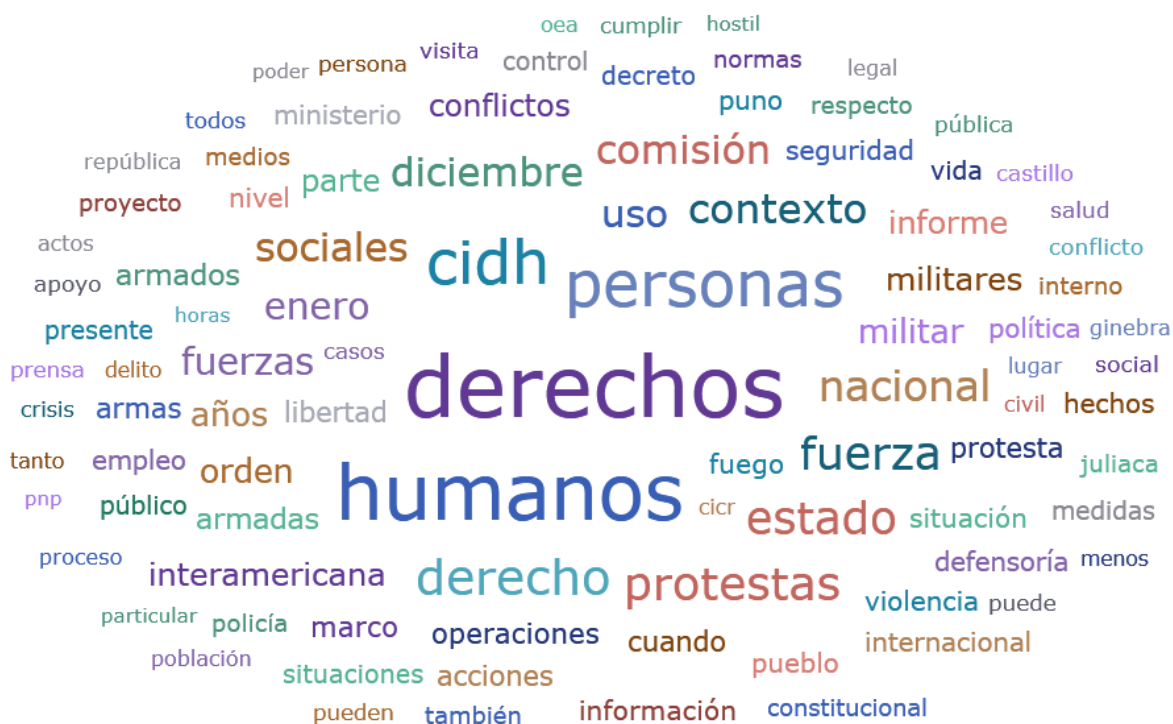 oea cumplir hostil
poder persona visita control decreto normas legal
todos ministerio conflictos puno respecto pública
república medios parte diciembre comisión seguridad vida castillo
proyecto nivel uso contexto informe salud
actos sociales cidh personas conflicto
apoyo armados enero militares interno
presente horas militar política ginebra
prensa delito fuerzas casos derechos nacional lugar social
crisis armas años libertad civil hechos
tanto empleo orden fuego fuerza protesta juliaca
pnp público armadas humanos cicr estado situación medidas
proceso interamericana derecho protestas defensoría menos
particular policía marco operaciones cuando violencia puede
población situaciones acciones pueblo internacional
pueden también información constitucional